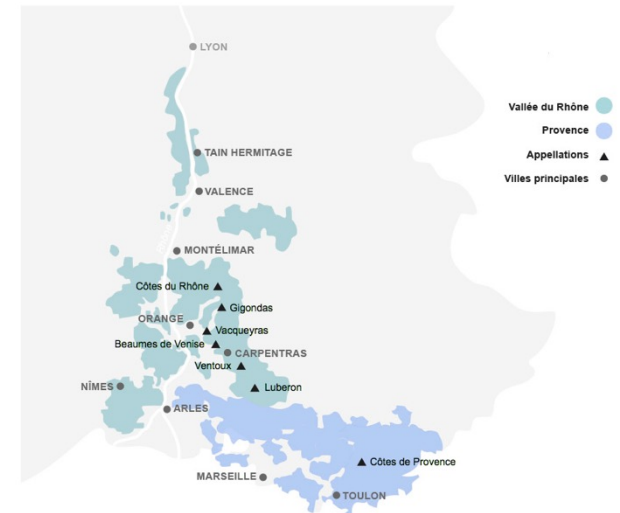 LYON
Vallée du Rhône
Provence
TAIN HERMITAGE
Appellations
Villes principales
VALENCE
MONTÉLIMAR
Côtes du Rhône
Gigondas
ORANGE
Vacqueyras
Beaumes de Venise
CARPENTRAS
Ventoux
NÎMES
Luberon
ARLES
Côtes de Provence
MARSEILLE
TOULON